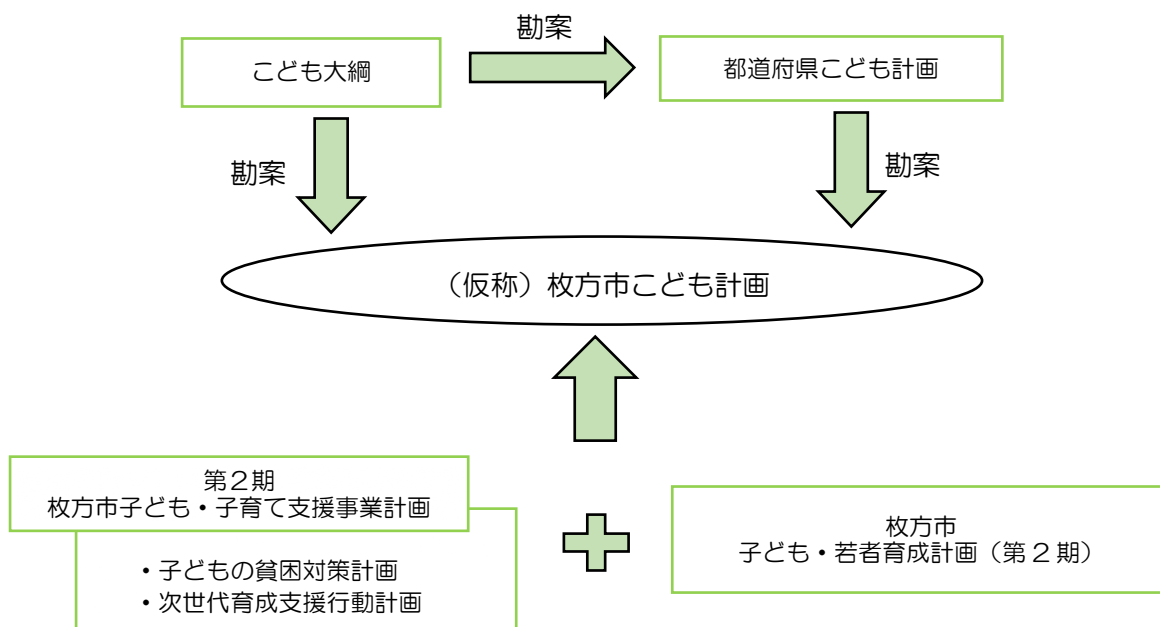 勘案
こども大綱
都道府県こども計画
勘案
勘案
（仮称）枚方市こども計画
第２期
枚方市子ども・子育て支援事業計画
・子どもの貧困対策計画
・次世代育成支援行動計画
枚方市
子ども・若者育成計画（第２期）